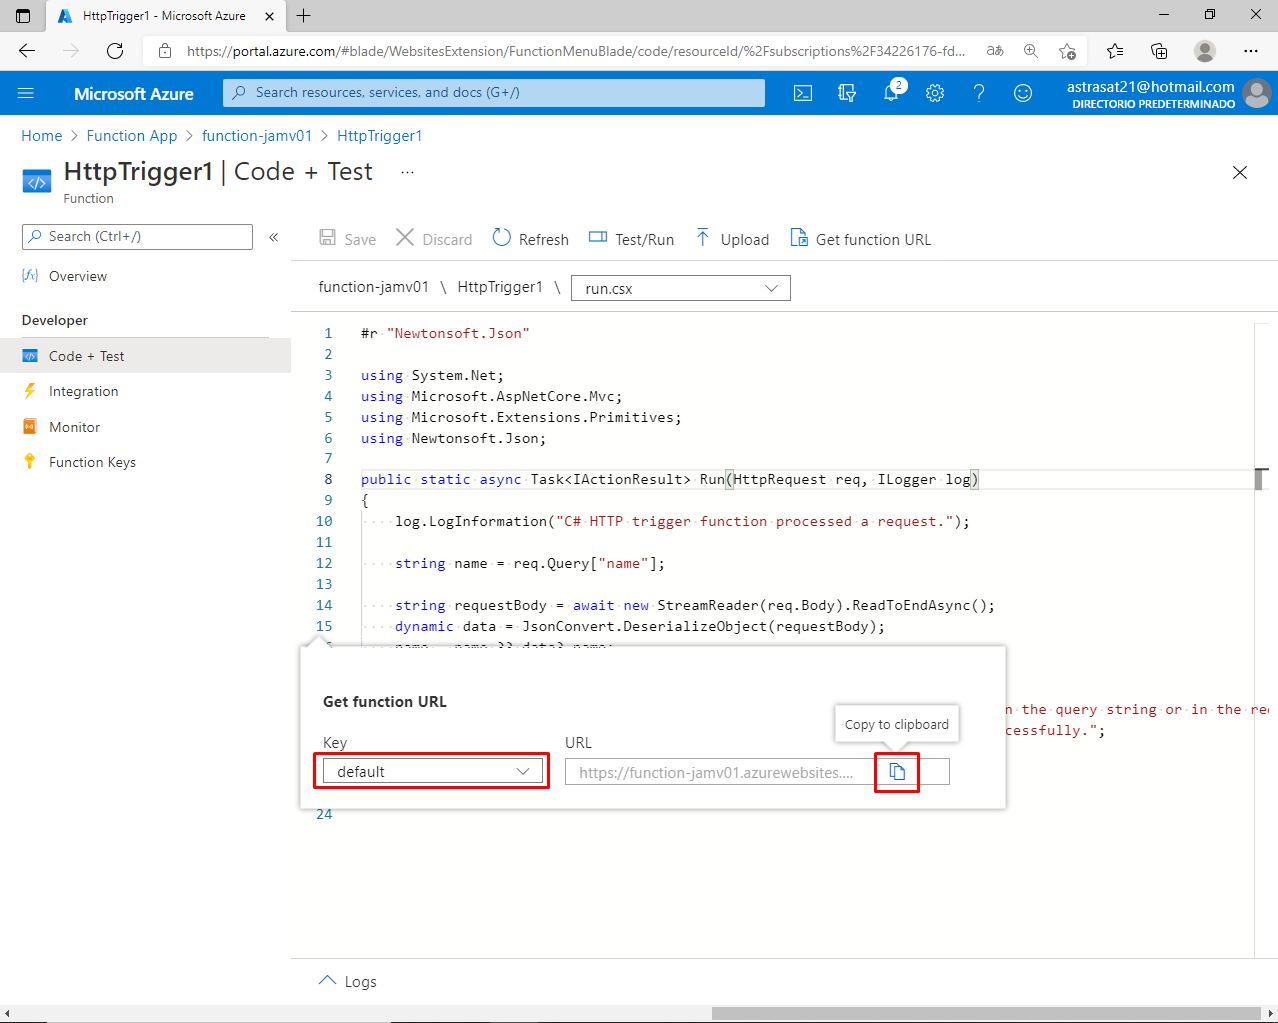 HttpTrigger1 - Microsoft Azure
https://portal.azure.com/#blade/WebsitesExtension/FunctionMenuBlade/code/resourceId/%2Fsubscriptions%2F34226176-fd...
Microsoft Azure
Search resources, services, and docs (G+/)
2
astrasat21@hotmail.com
DIRECTORIO PREDETERMINADO
Home > Function App > function-jamv01 > HttpTrigger1
HttpTrigger1 | Code + Test ...
Function
Search (Ctrl+/)
«
Save
Discard
Refresh
Test/Run
Upload
Get function URL
Overview
Developer
Code + Test
Integration
Monitor
Function Keys
function-jamv01 \ HttpTrigger1 \ run.csx
1 #r "Newtonsoft.Json"
2
3 using System.Net;
4 using Microsoft.AspNetCore.Mvc;
5 using Microsoft.Extensions.Primitives;
6 using Newtonsoft.Json;
7
8 public static async Task<IActionResult> Run(HttpRequest req, ILogger log)
9 {
10 log.LogInformation("C# HTTP trigger function processed a request.");
11
12 string name = req.Query["name"];
13
14 string requestBody = await new StreamReader(req.Body).ReadToEndAsync();
15 dynamic data = JsonConvert.DeserializeObject(requestBody);
n the query string or in the req
cessfully.";
Get function URL
Copy to clipboard
Key
URL
default
https://function-jamv01.azurewebsites....
24
Logs